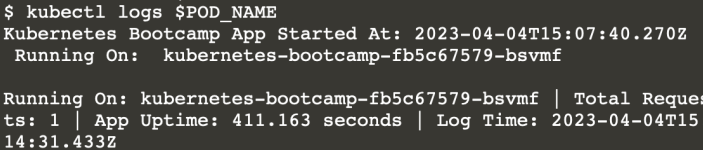 $ kubectl logs $POD_NAME
Kubernetes Bootcamp App Started At: 2023-04-04T15:07:40.270Z
Running On:  kubernetes-bootcamp-fb5c67579-bsvmf

Running On: kubernetes-bootcamp-fb5c67579-bsvmf | Total Reques
ts: 1 | App Uptime: 411.163 seconds | Log Time: 2023-04-04T15
14:31.433Z